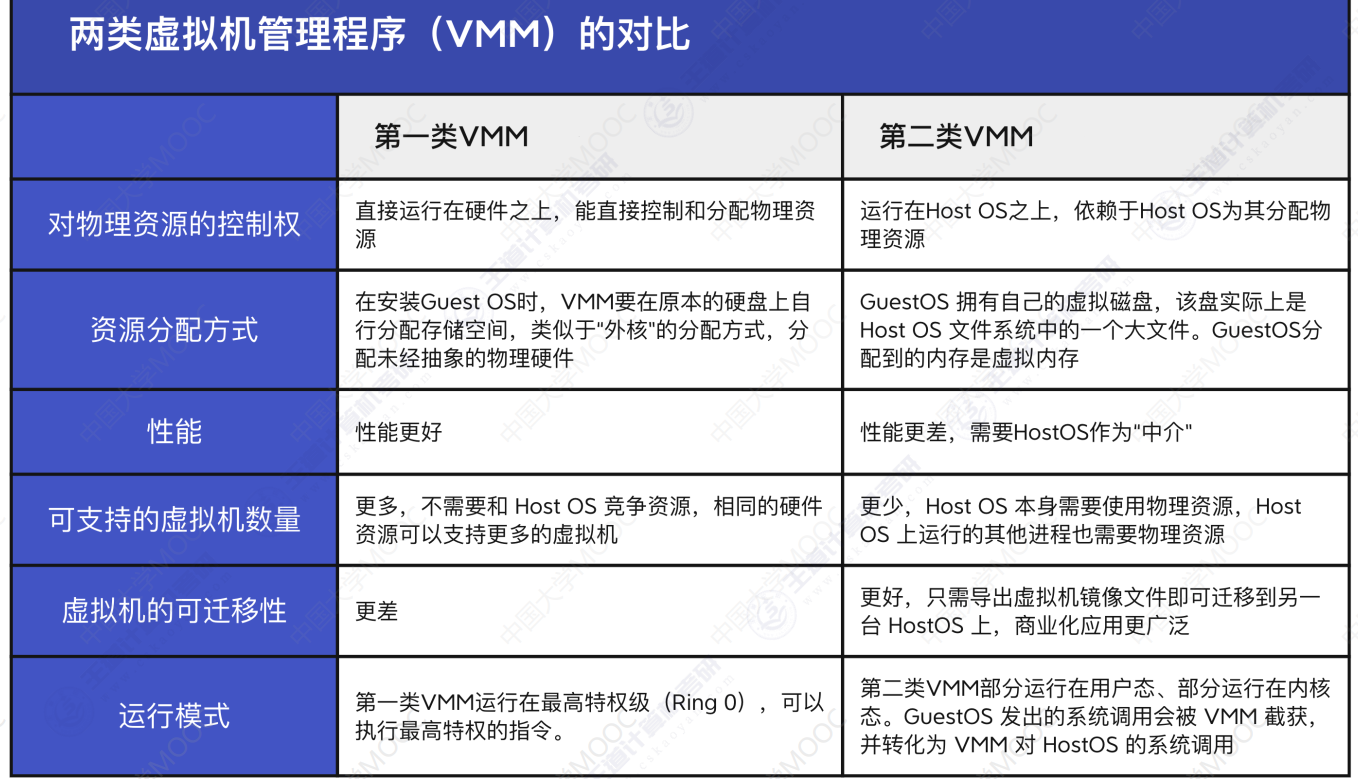 两类虚拟机管理程序（VMM）的对比
第一类VMM
第二类VMM
对物理资源的控制权
直接运行在硬件之上，能直接控制和分配物理资
源
运行在Host OS之上，依赖于Host OS为其分配物
理资源
资源分配方式
在安装Guest OS时，VMM要在原本的硬盘上自
行分配存储空间，类似于"外核"的分配方式，分
配未经抽象的物理硬件
GuestOS 拥有自己的虚拟磁盘，该盘实际上是
Host OS 文件系统中的一个大文件。GuestOS分
配到的内存是虚拟内存
性能
性能更好
性能更差，需要HostOS作为"中介"
可支持的虚拟机数量
更多，不需要和 Host OS 竞争资源，相同的硬件
资源可以支持更多的虚拟机
更少，Host OS 本身需要使用物理资源，Host
OS 上运行的其他进程也需要物理资源
虚拟机的可迁移性
更差
更好，只需导出虚拟机镜像文件即可迁移到另一
台 HostOS 上，商业化应用更广泛
运行模式
第一类VMM运行在最高特权级（Ring 0），可以
执行最高特权的指令。
第二类VMM部分运行在用户态、部分运行在内核
态。GuestOS 发出的系统调用会被 VMM 截获，
并转化为 VMM 对 HostOS 的系统调用
中国大学MOOC
王道计算机考研